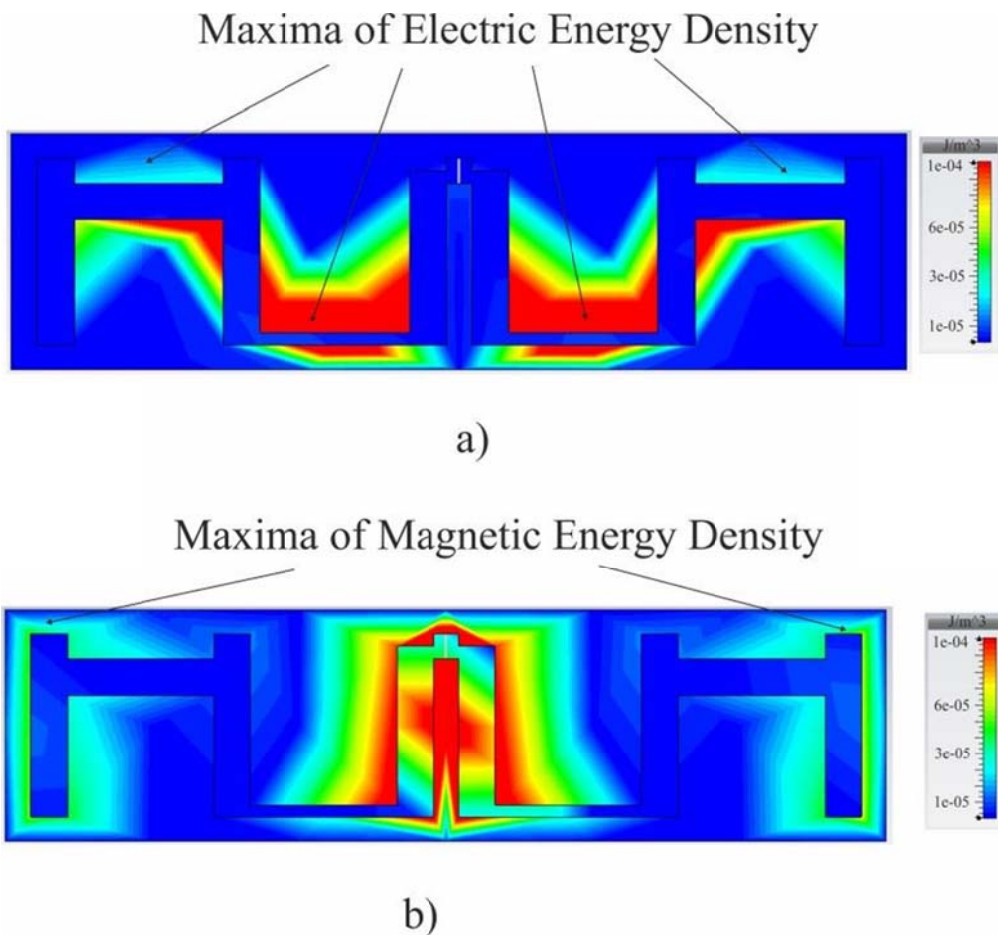 Maxima of Electric Energy Density
J/m^3
1e-04
6e-05
3e-05
1e-05
a)
Maxima of Magnetic Energy Density
J/m^3
1e-04
6e-05
3e-05
1e-05
b)